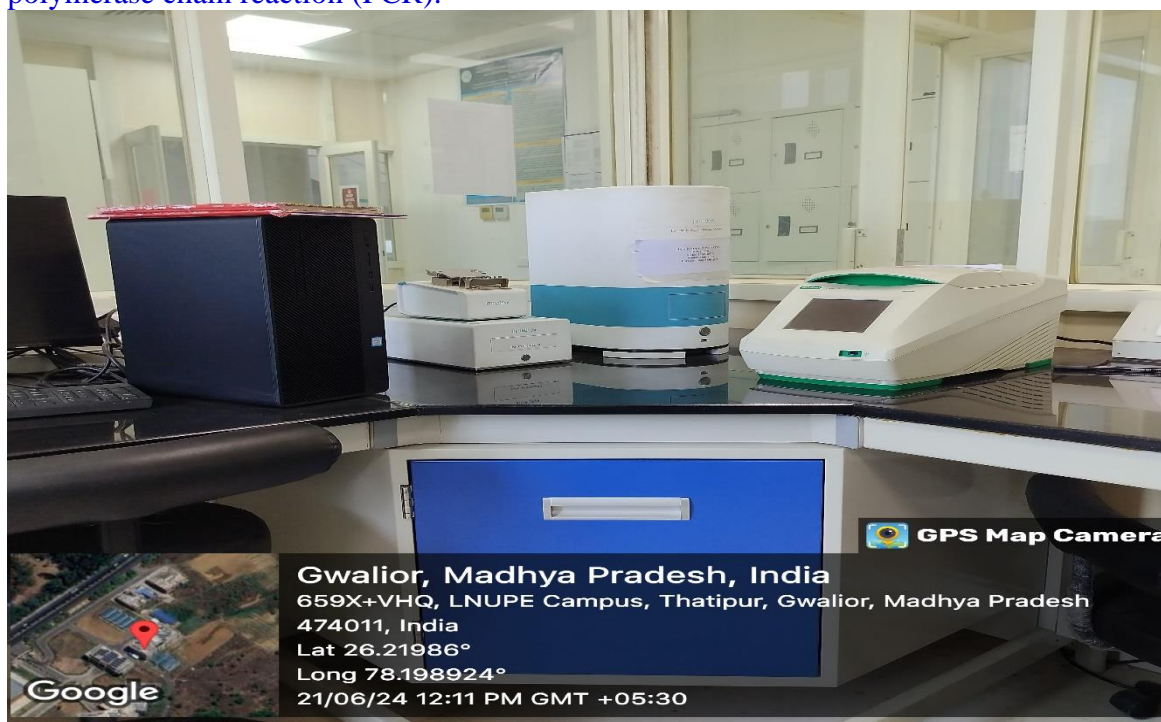 polymerase chain reaction (PCR).
GPS Map Camera
Gwalior, Madhya Pradesh, India
659X+VHQ, LNUPE Campus, Thatipur, Gwalior, Madhya Pradesh
474011, India
Lat 26.21986°
Long 78.198924°
21/06/24 12:11 PM GMT +05:30
Google